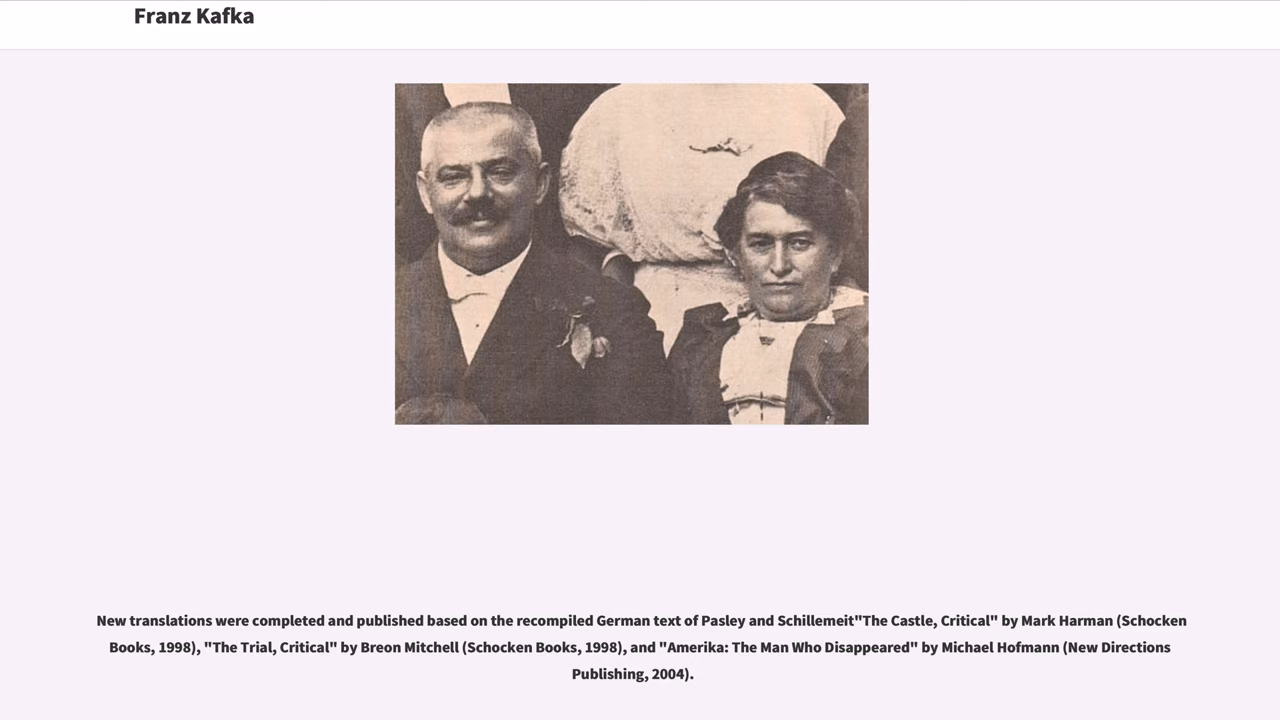 Franz Kafka
New translations were completed and published based on the recompiled German text of Pasley and Schillemeit"The Castle, Critical" by Mark Harman (Schocken
Books, 1998), "The Trial, Critical" by Breon Mitchell (Schocken Books, 1998), and "Amerika: The Man Who Disappeared" by Michael Hofmann (New Directions
Publishing, 2004).